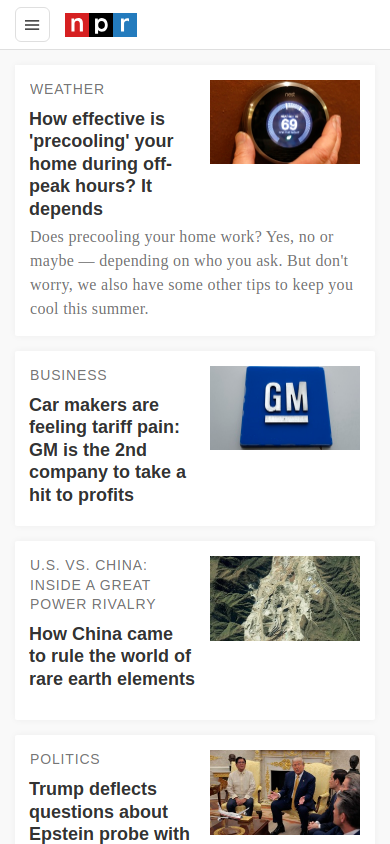 npr
WEATHER
How effective is
'precooling' your
home during off-
peak hours? It
depends
nest
69
Does precooling your home work? Yes, no or
maybe — depending on who you ask. But don't
worry, we also have some other tips to keep you
cool this summer.
BUSINESS
Car makers are
feeling tariff pain:
GM is the 2nd
company to take a
hit to profits
GM
U.S. VS. CHINA:
INSIDE A GREAT
POWER RIVALRY
How China came
to rule the world of
rare earth elements
POLITICS
Trump deflects
questions about
Epstein probe with